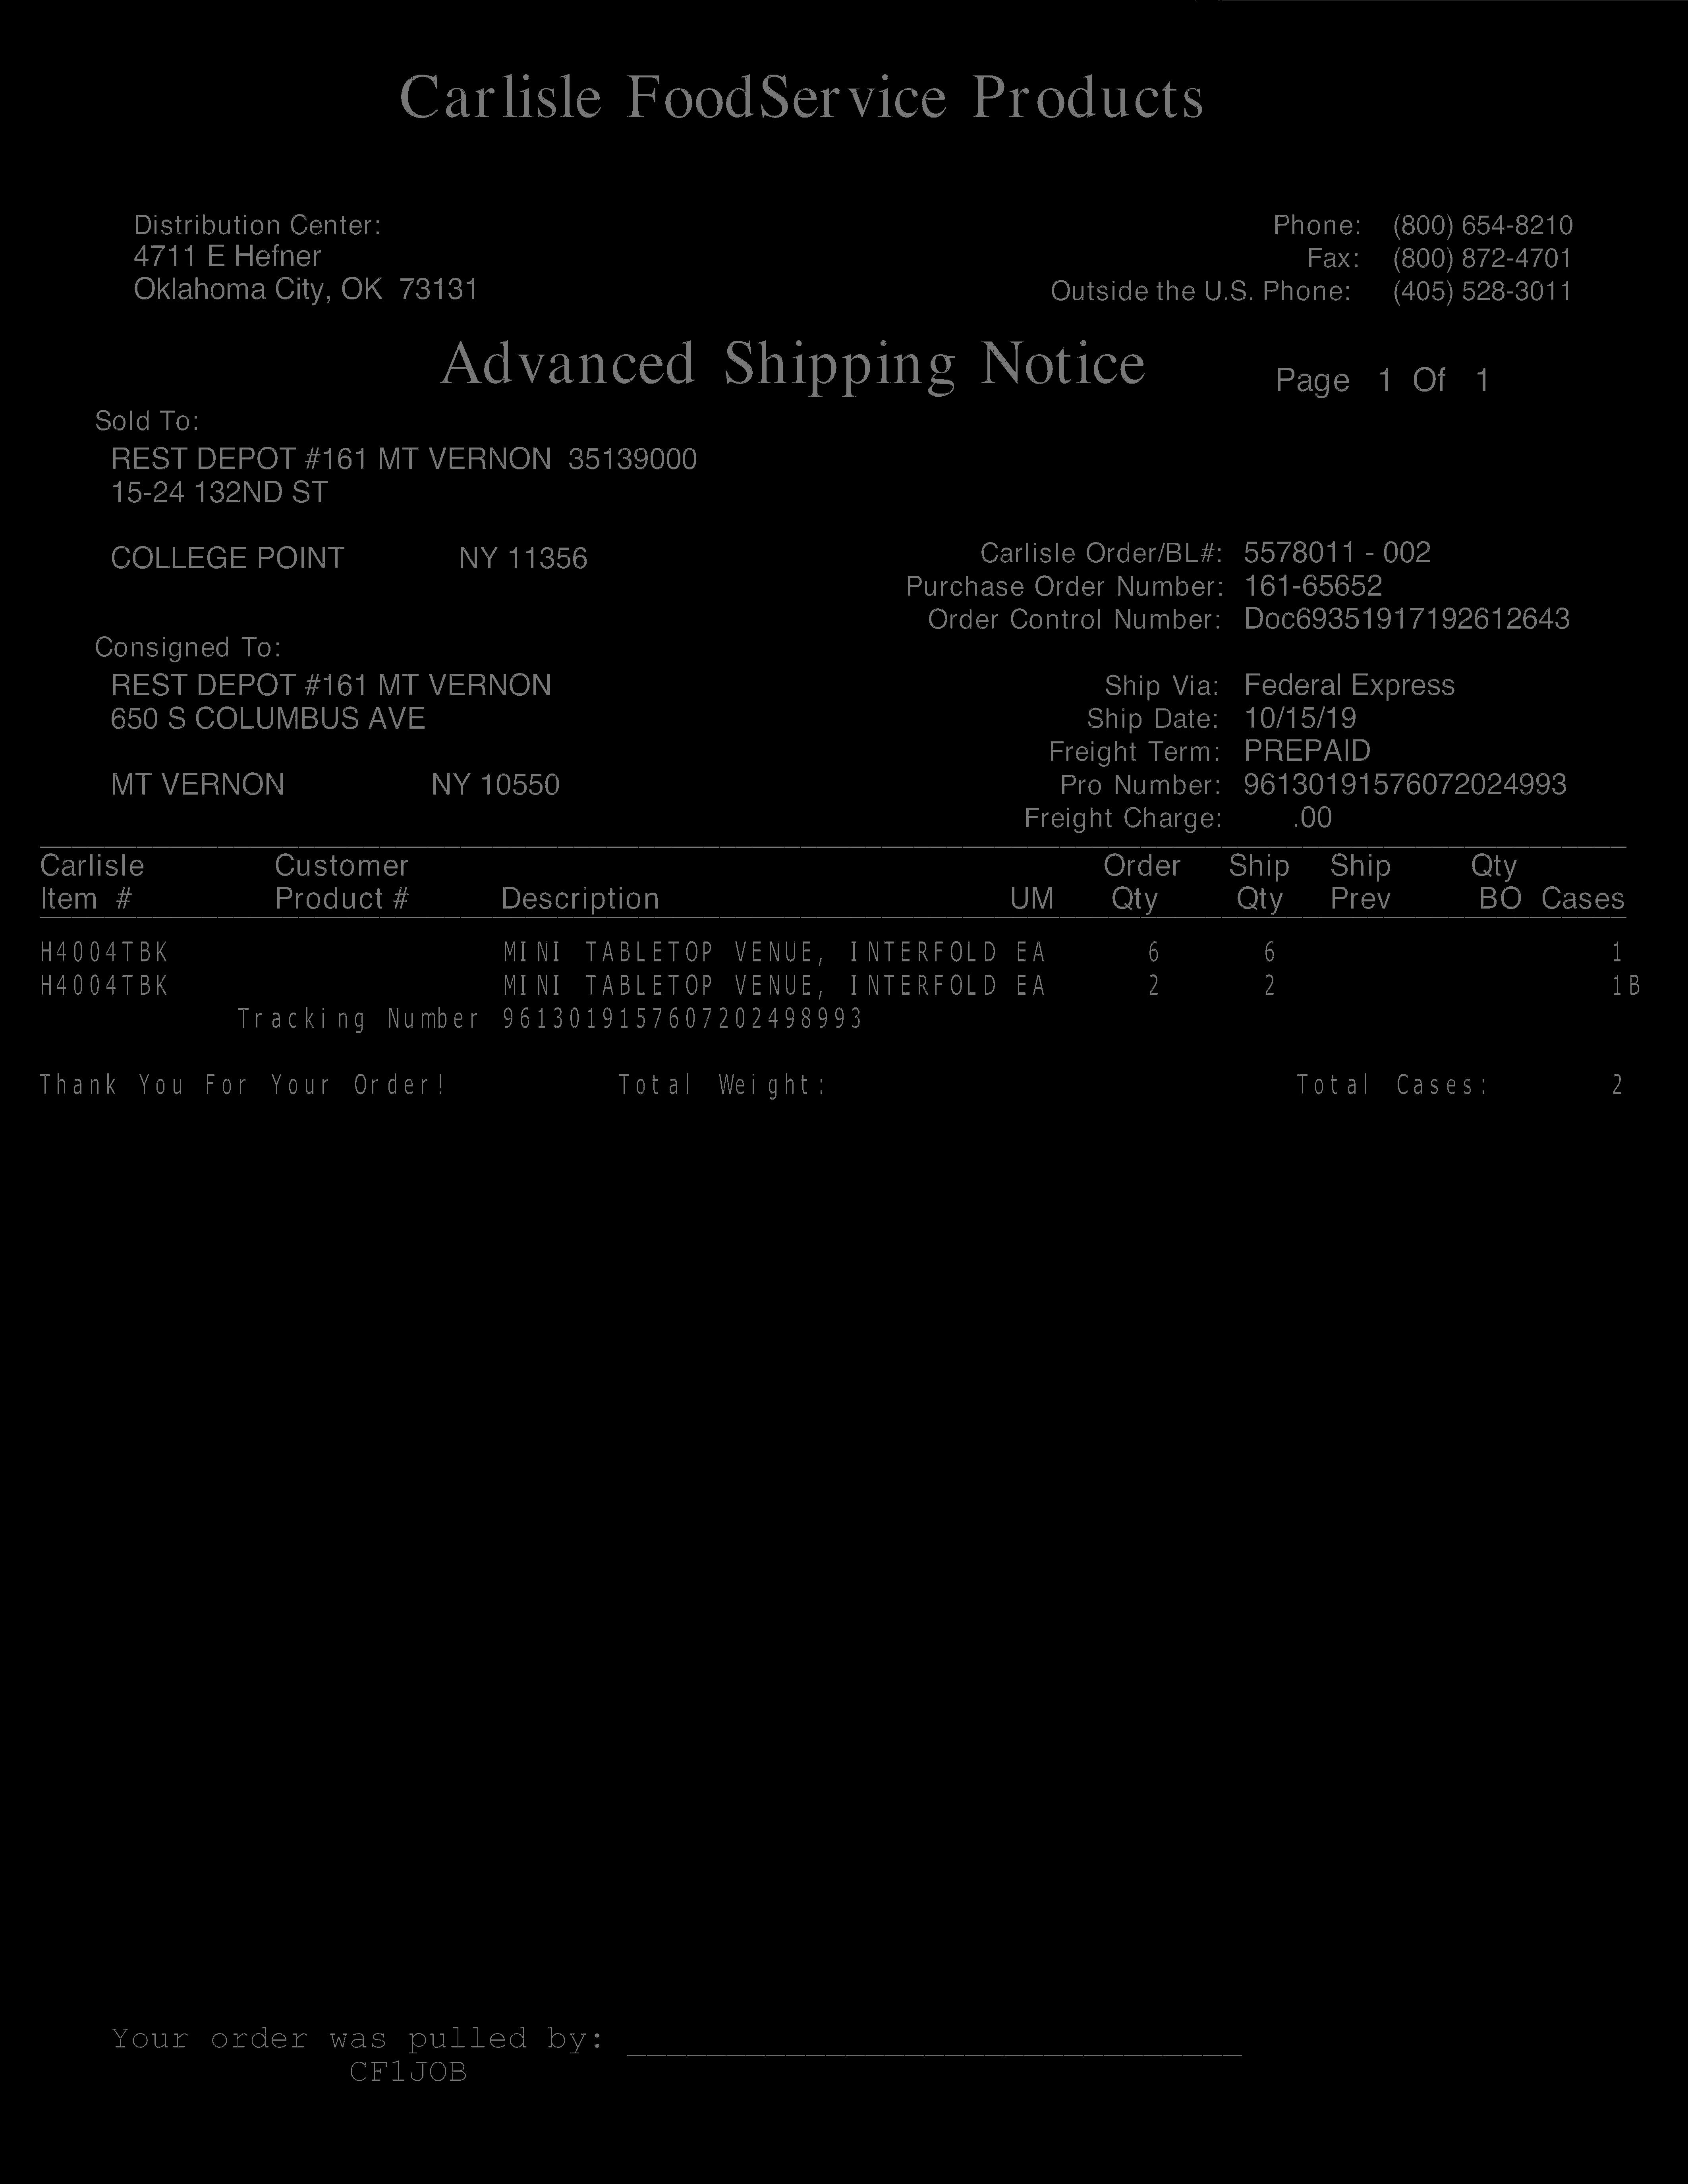 Carlisle FoodService Products
Distribution Center:
4711 E Hefner
Oklahoma City, OK 73131
Phone: (800) 654-8210
Fax: (800) 872-4701
Outside the U.S. Phone: (405) 528-3011
Advanced Shipping Notice Page 1 Of 1
Sold To:
REST DEPOT #161 MT VERNON 35139000
15-24 132ND ST
COLLEGE POINT NY 11356
Carlisle Order/BL#: 5578011 - 002
Purchase Order Number: 161-65652
Order Control Number: Doc69351917192612643
Consigned To:
REST DEPOT #161 MT VERNON
650 S COLUMBUS AVE
MT VERNON NY 10550
Ship Via: Federal Express
Ship Date: 10/15/19
Freight Term: PREPAID
Pro Number: 96130191576072024993
Freight Charge: .00
Carlisle Customer Order Ship Ship Qty
Item # Product # Description UM Qty Qty Prev BO Cases
H4004TBK MINI TABLETOP VENUE, INTERFOLD EA 6 6 1
H4004TBK MINI TABLETOP VENUE, INTERFOLD EA 2 2 1B
Tracking Number 9613019157607202498993
Thank You For Your Order! Total Weight: Total Cases: 2
Your order was pulled by: _______________________________
CF1JOB